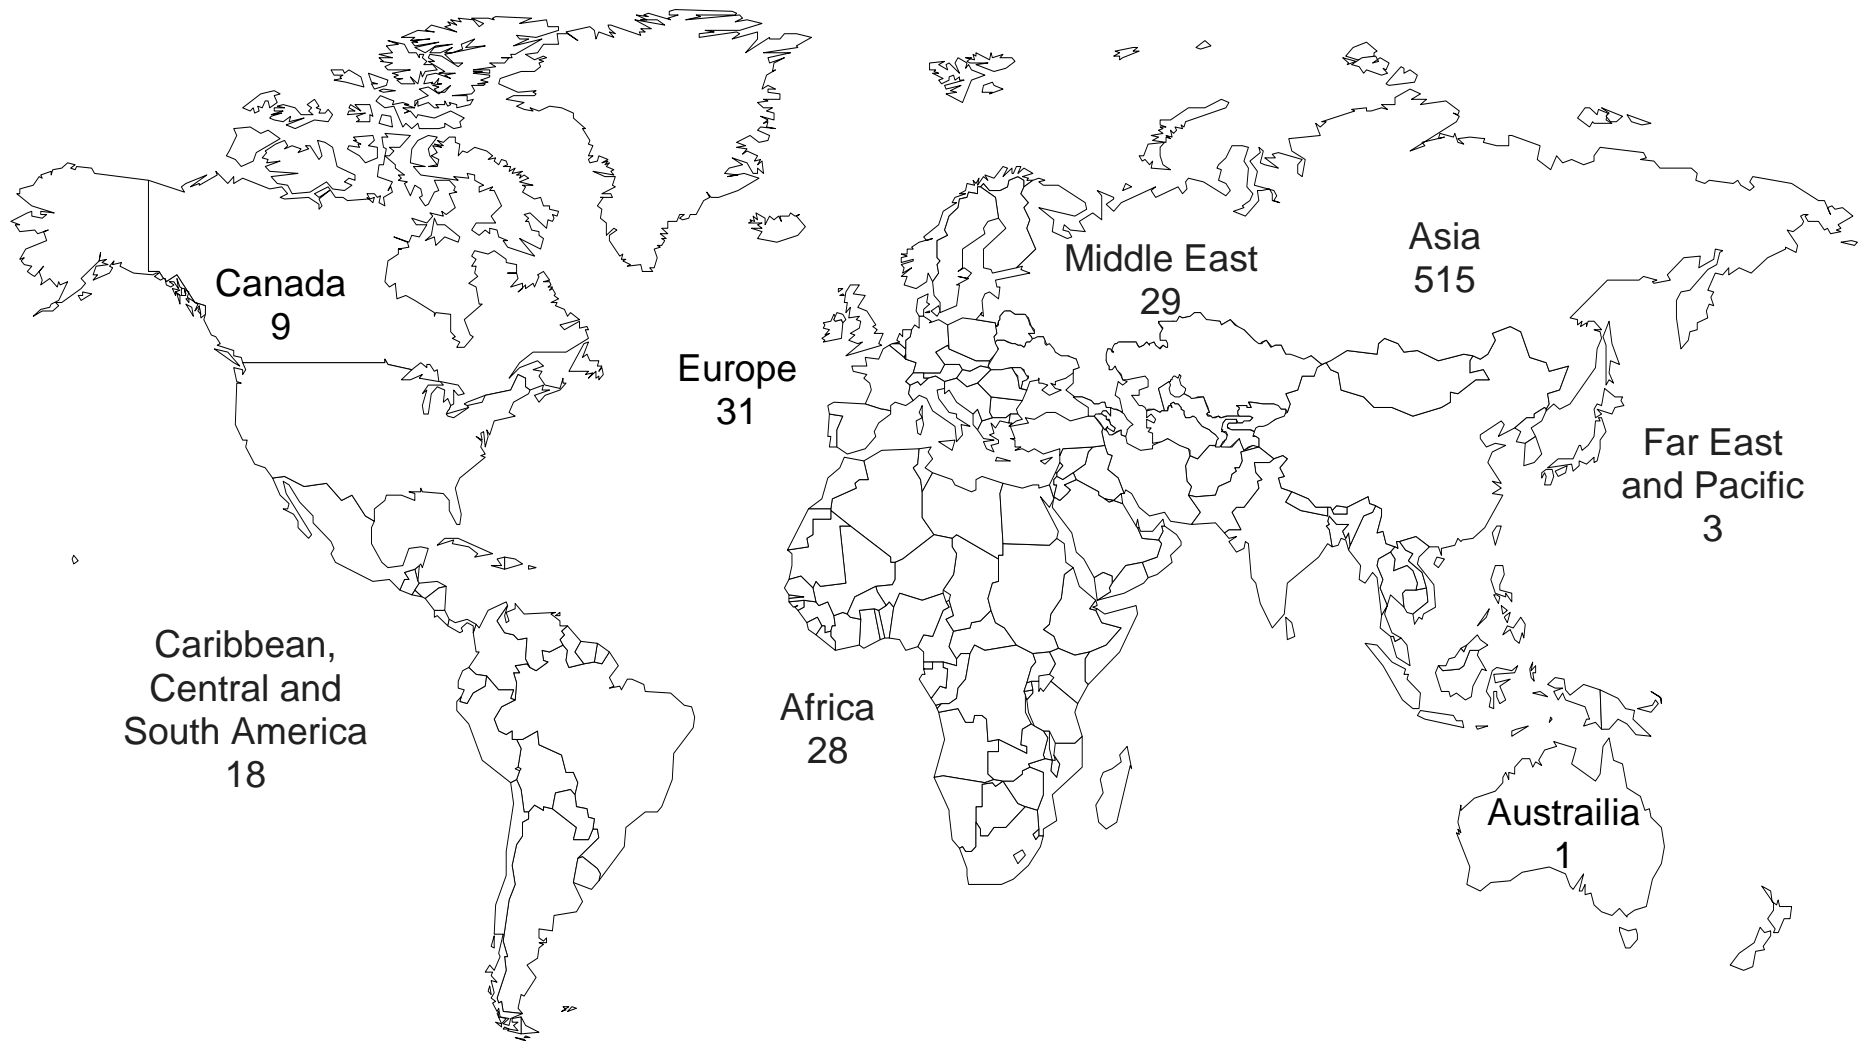 Canada
9
Europe
31
Middle East
29
Asia
515
Far East
and Pacific
3
Caribbean,
Central and
South America
18
Africa
28
Austrailia
1